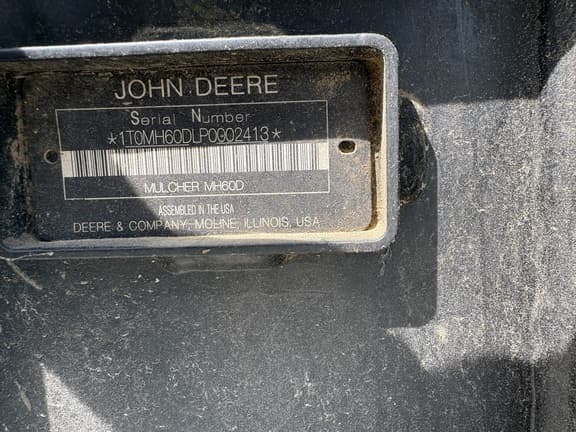 JOHN DEERE
Serial Number
*1T0MH60DLP0002413*
MULCHER MH60D
ASSEMBLED IN THE USA
DEERE & COMPANY, MOLINE, ILLINOIS, USA